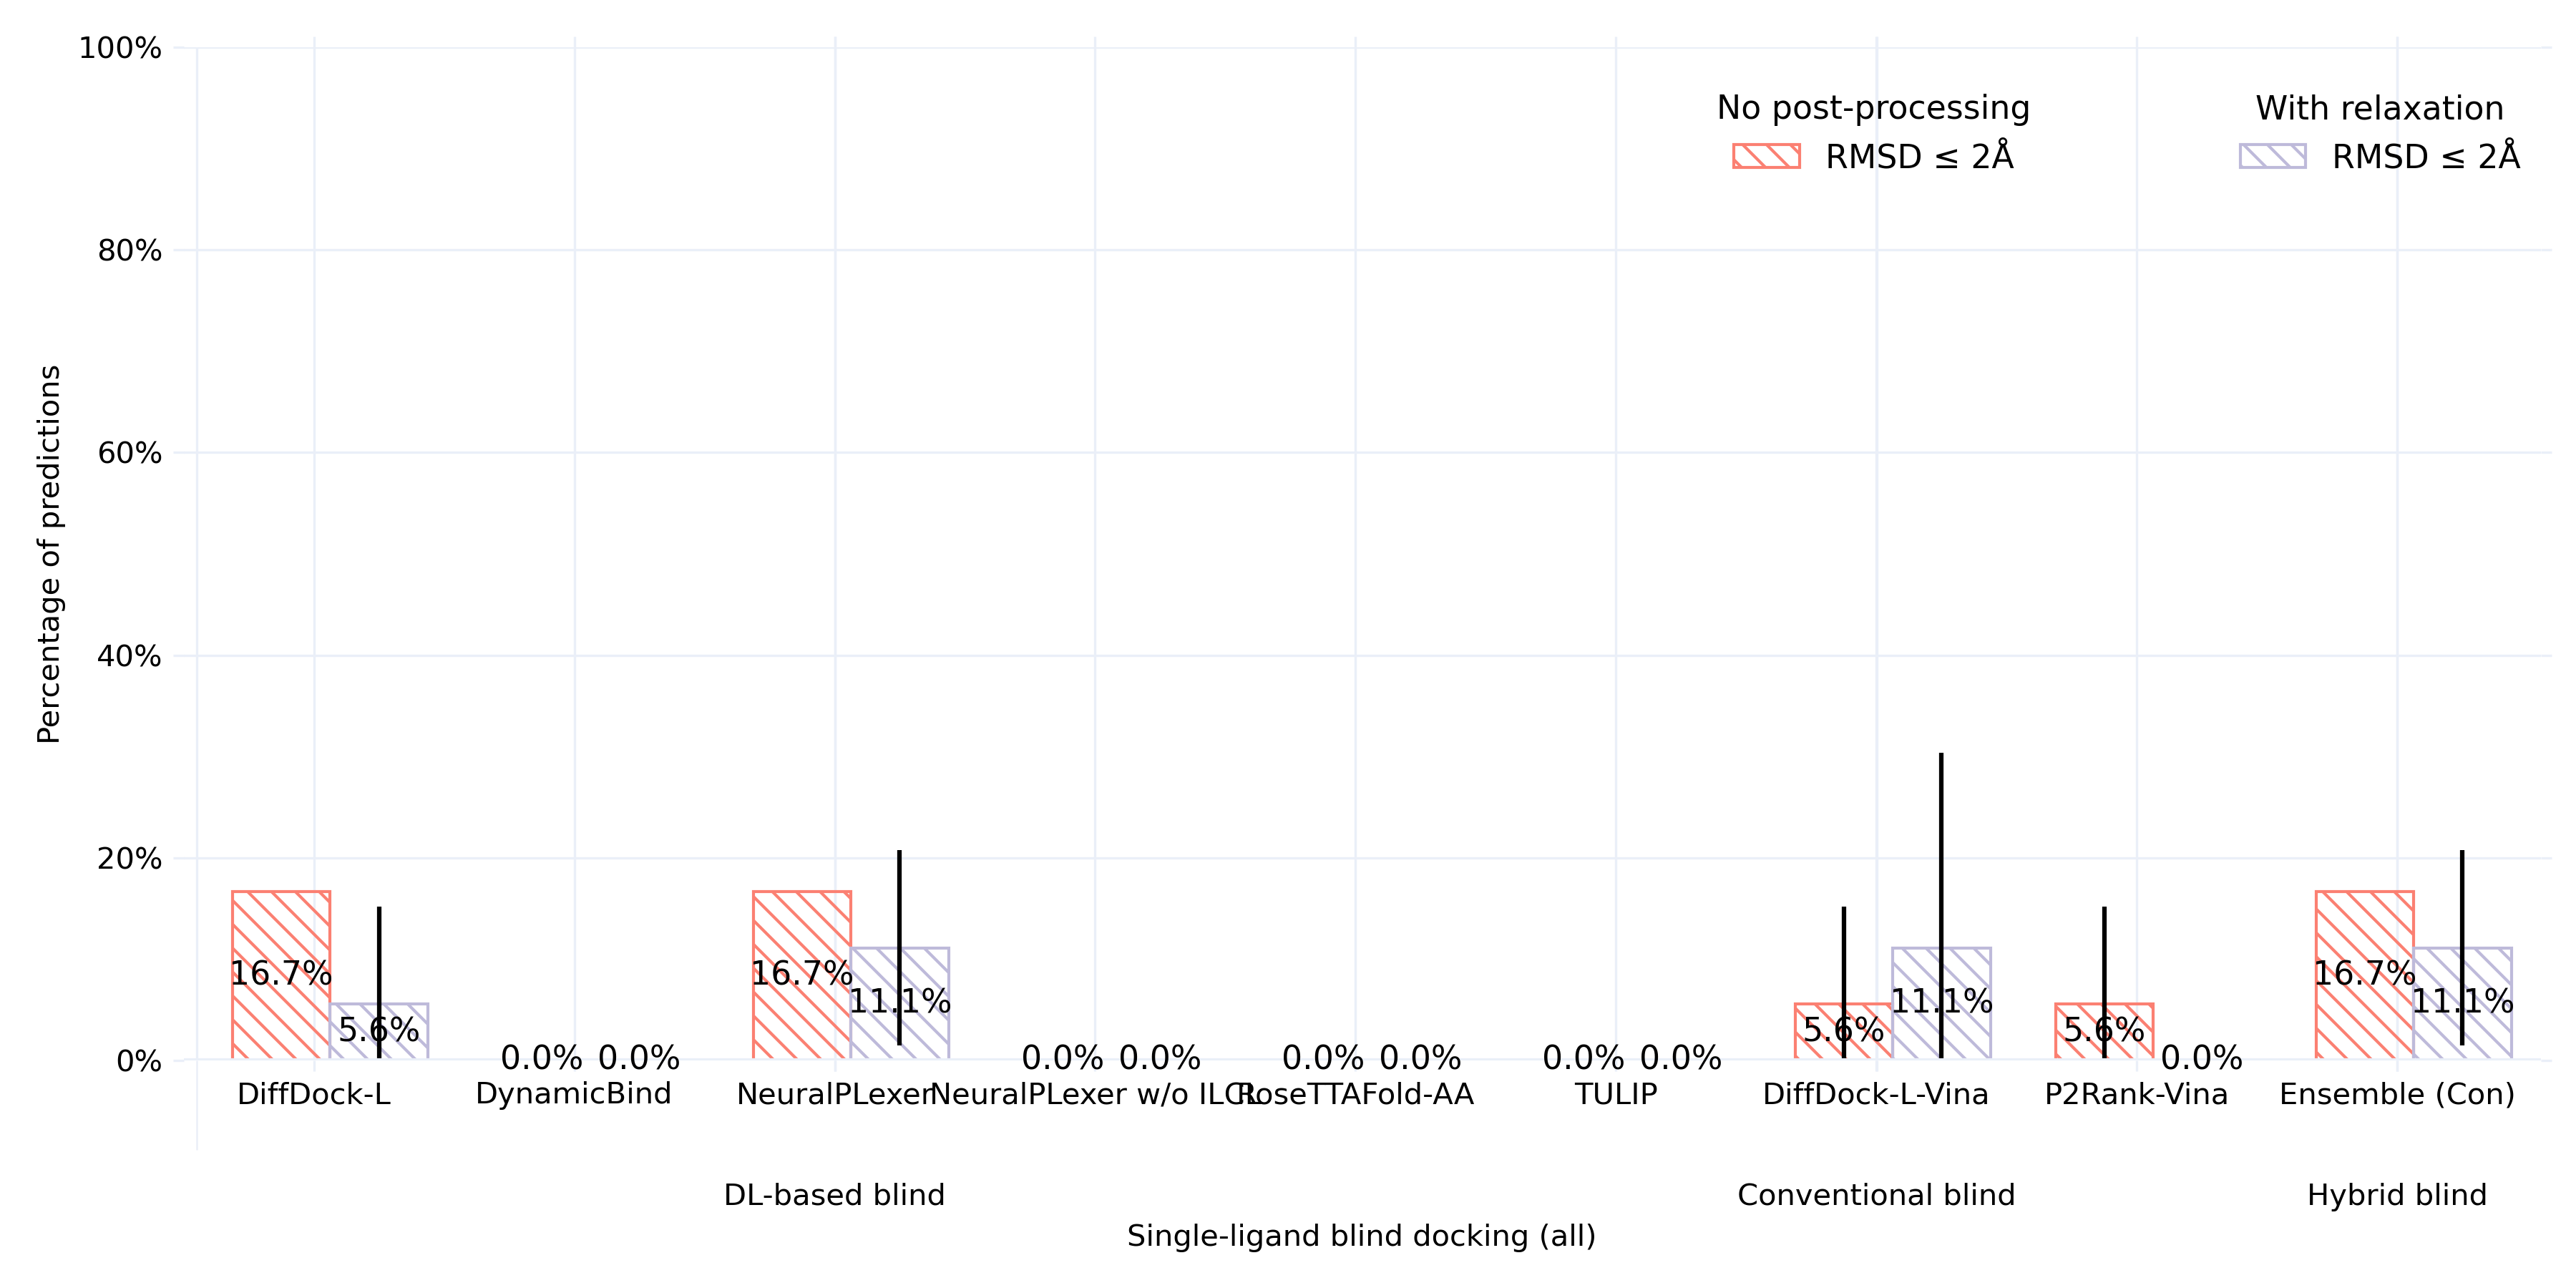 100%
80%
60%
40%
20%
0%
Percentage of predictions
No post-processing
RMSD ≤ 2Å
With relaxation
RMSD ≤ 2Å
16.7%
5.6%
0.0%
0.0%
16.7%
11.1%
0.0%
0.0%
0.0%
0.0%
0.0%
0.0%
5.6%
11.1%
5.6%
0.0%
16.7%
11.1%
DiffDock-L
DynamicBind
NeuralPLexer
NeuralPLexer w/o ILCL
RoseTTAFold-AA
TULIP
DiffDock-L-Vina
P2Rank-Vina
Ensemble (Con)
DL-based blind
Conventional blind
Hybrid blind
Single-ligand blind docking (all)